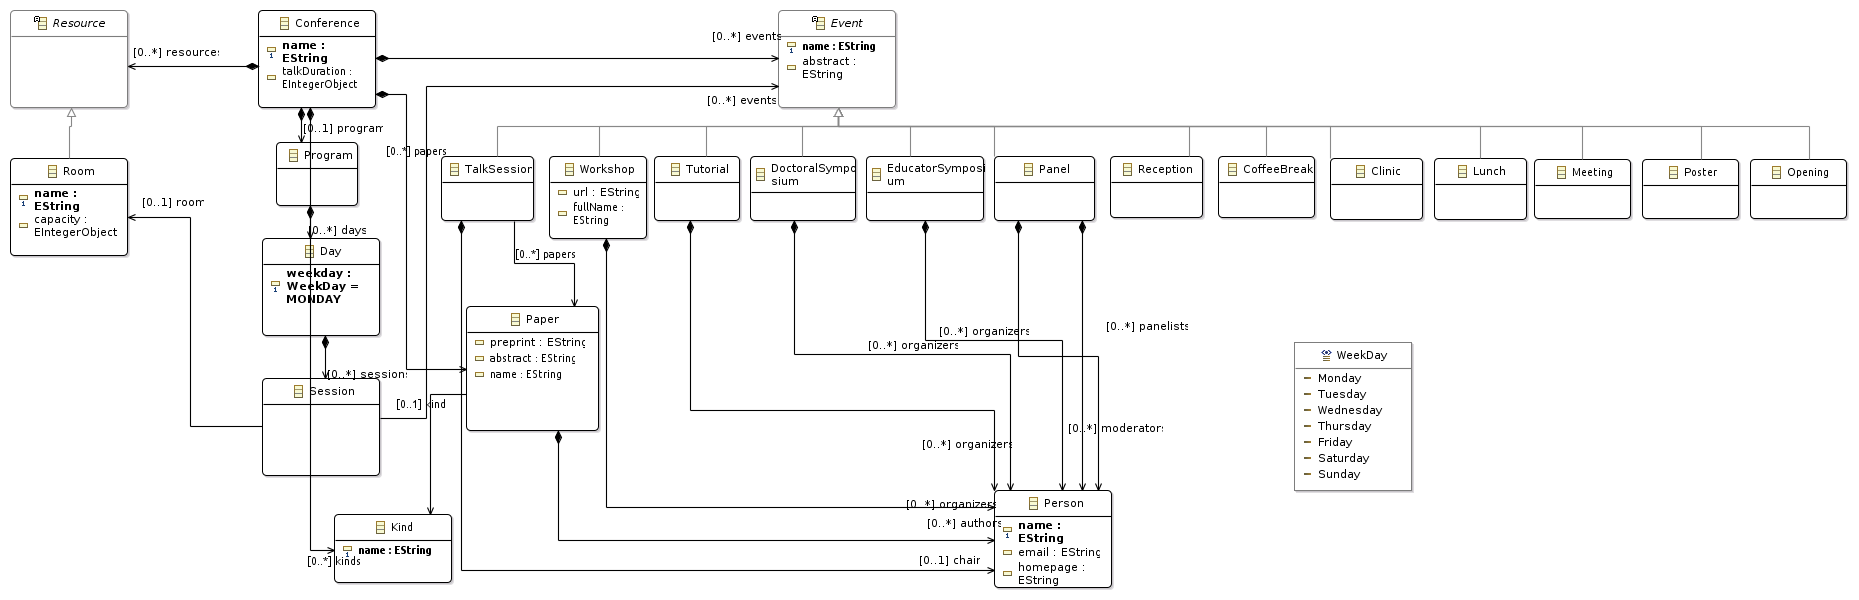 Resource
Conference
name :
EString
talkDuration :
EIntegerObject
Event
name : EString
abstract :
EString
[0..*] resources
[0..*] events
[0..*] events
[0..1] program
[0..*] papers
Program
Room
name :
EString
capacity :
EIntegerObject
[0..1] room
TalkSession
Workshop
url : EString
fullName :
EString
Tutorial
DoctoralSympo
sium
EducatorSymposi
um
Panel
Reception
CoffeeBreak
Clinic
Lunch
Meeting
Poster
Opening
[0..*] days
Day
weekday :
WeekDay =
MONDAY
[0..*] papers
Paper
preprint : EString
abstract : EString
name : EString
[0..*] organizers
[0..*] organizers
[0..*] panelists
WeekDay
Monday
Tuesday
Wednesday
Thursday
Friday
Saturday
Sunday
[0..*] sessions
Session
[0..1] kind
[0..*] moderators
[0..*] organizers
[0..*] organizers
[0..*] authors
[0..1] chair
Person
name :
EString
email : EString
homepage :
EString
Kind
name : EString
[0..*] kinds